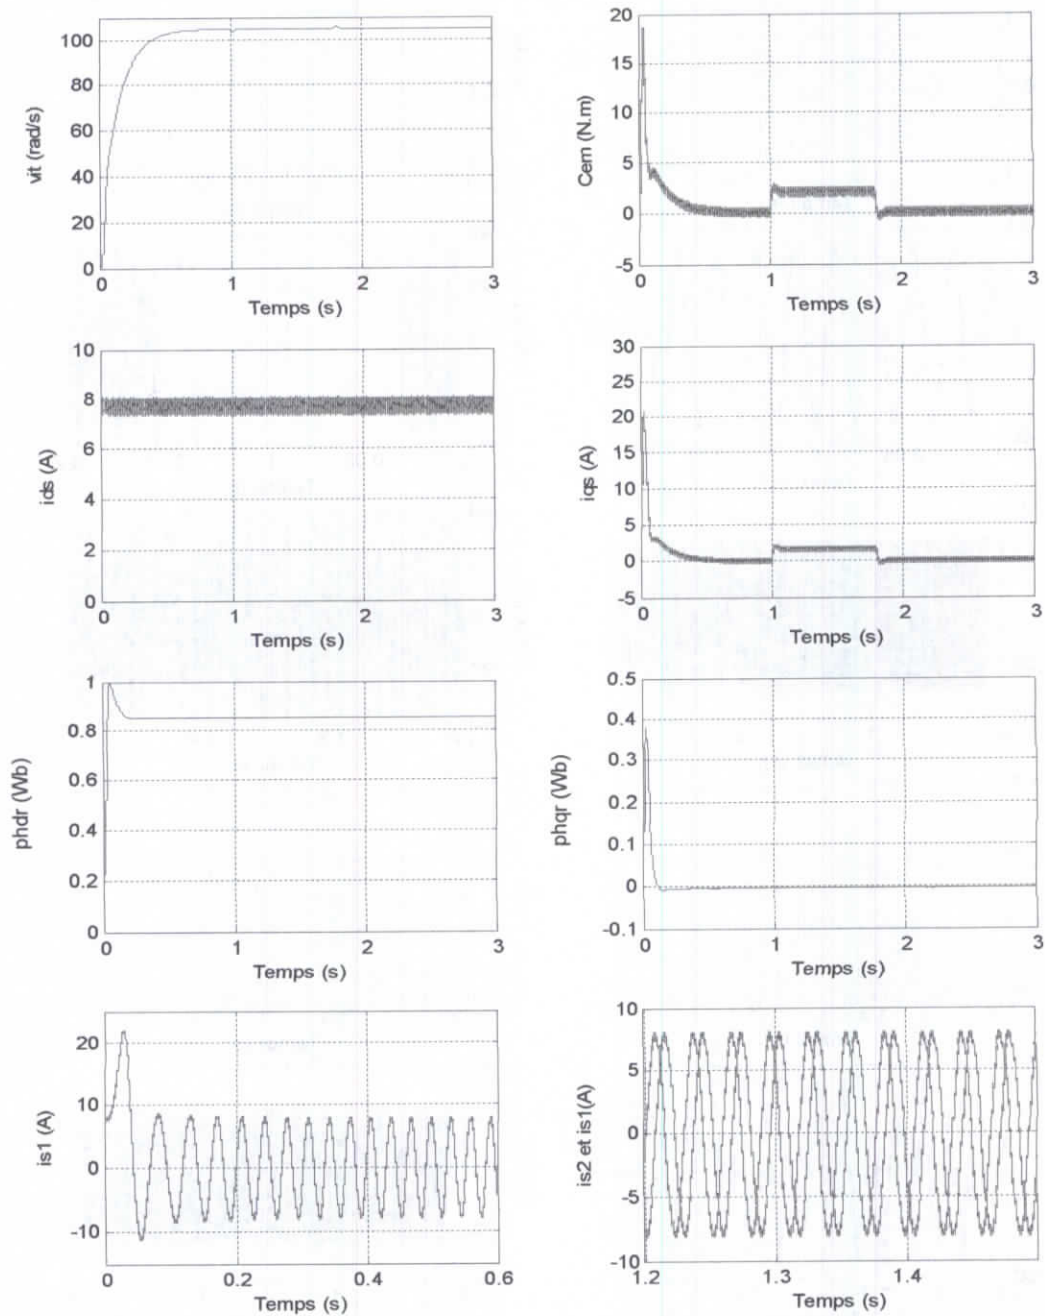 100
80
60
40
20
0
vit (rad/s)
0 1 2 3
Temps (s)
20
15
10
5
0
-5
Cem (N.m)
0 1 2 3
Temps (s)
10
8
6
4
2
0
ids (A)
0 1 2 3
Temps (s)
30
25
20
15
10
5
0
-5
iqs (A)
0 1 2 3
Temps (s)
1
0.8
0.6
0.4
0.2
0
phdr (Wb)
0 1 2 3
Temps (s)
0.5
0.4
0.3
0.2
0.1
0
-0.1
phqr (Wb)
0 1 2 3
Temps (s)
20
10
0
-10
is1 (A)
0 0.2 0.4 0.6
Temps (s)
10
5
0
-5
-10
is2 et is1(A)
1.2 1.3 1.4
Temps (s)